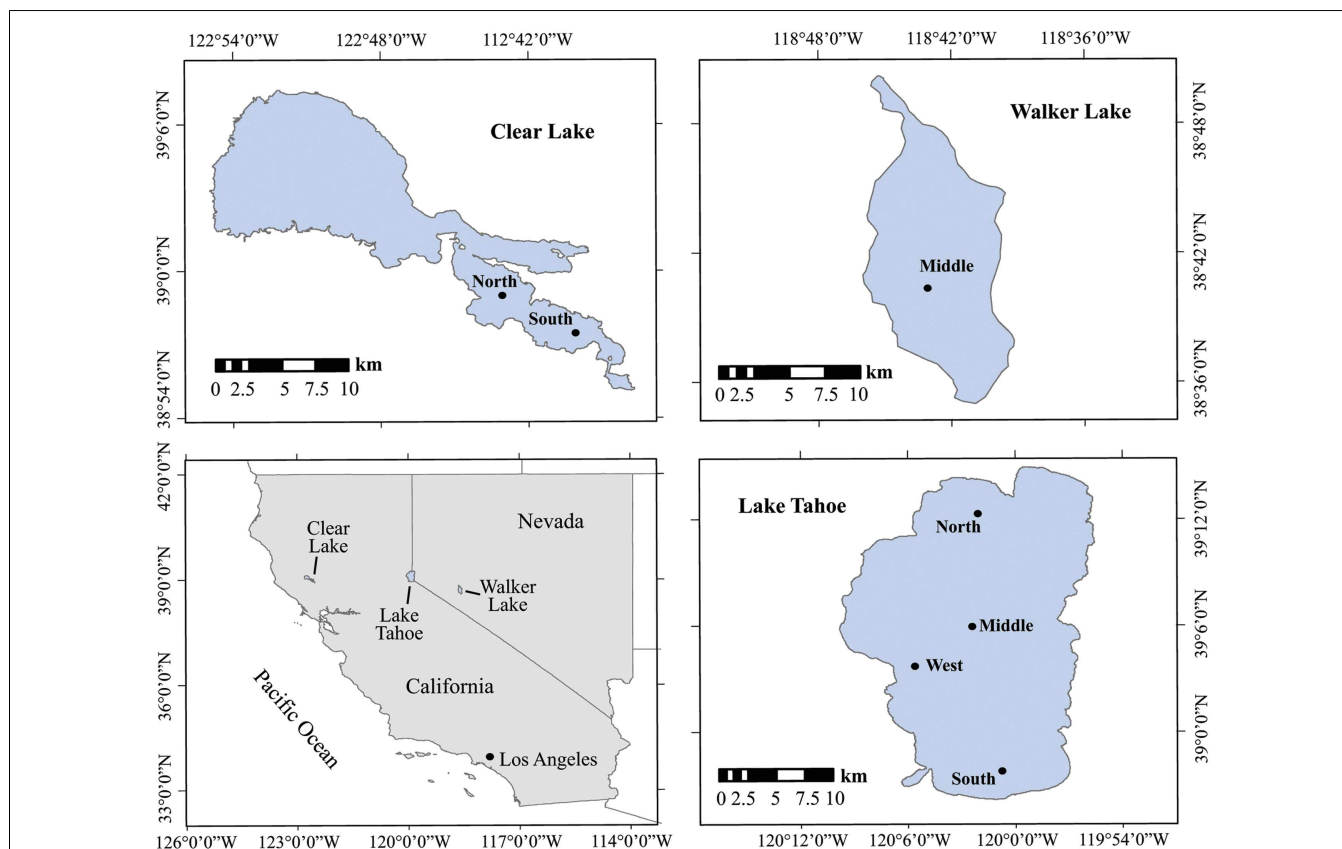 122°54'0"W 122°48'0"W 112°42'0"W
39°6'0"N
39°0'0"N
38°54'0"N
Clear Lake
North
South
km
0 2.5 5 7.5 10
118°48'0"W 118°42'0"W 118°36'0"W
Walker Lake
38°48'0"N
38°42'0"N
38°36'0"N
Middle
km
0 2.5 5 7.5 10
42°0'0"N
39°0'0"N
36°0'0"N
33°0'0"N
Nevada
Clear
Lake
Walker
Lake
Lake
Tahoe
California
Pacific Ocean
Los Angeles
126°0'0"W 123°0'0"W 120°0'0"W 117°0'0"W 114°0'0"W
Lake Tahoe
North
Middle
West
South
39°12'0"N
39°6'0"N
39°0'0"N
km
0 2.5 5 7.5 10
120°12'0"W 120°6'0"W 120°0'0"W 119°54'0"W